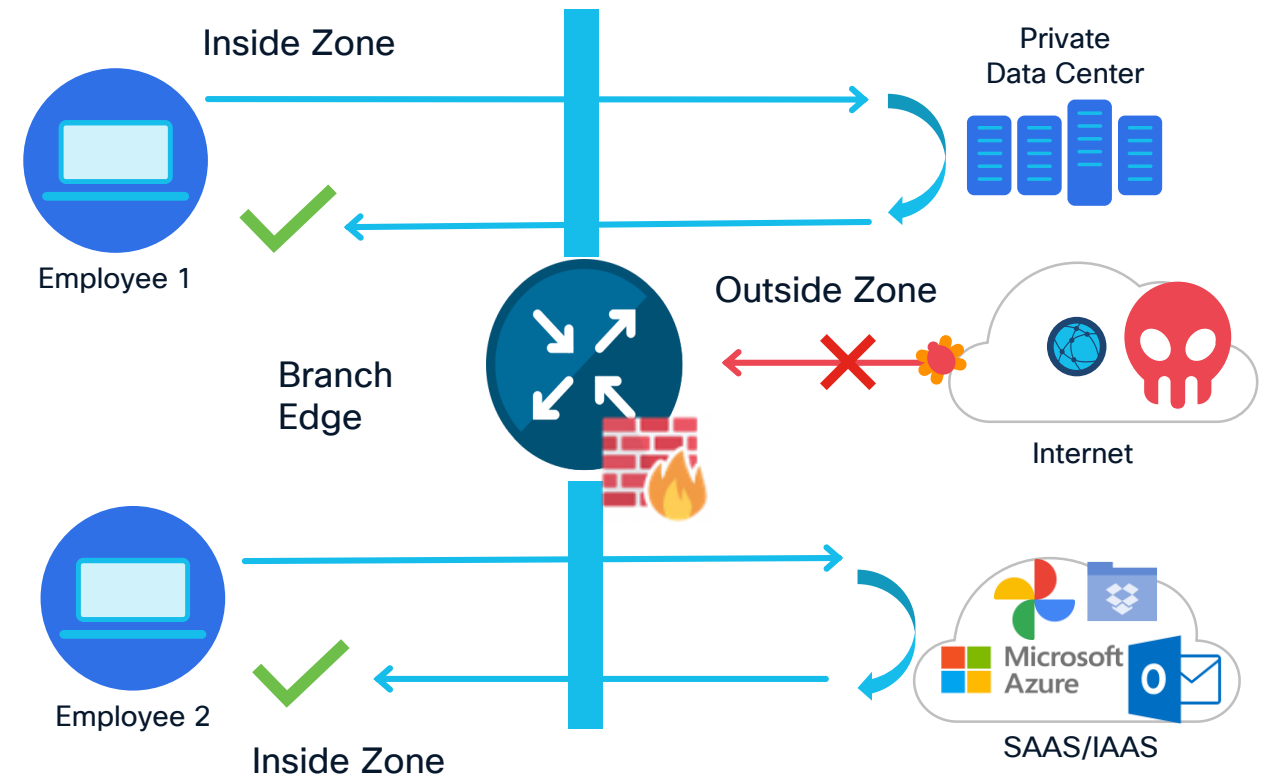 Inside Zone
Private
Data Center
Employee 1
Outside Zone
Branch
Edge
Internet
Microsoft
Azure
O
Employee 2
SAAS/IAAS
Inside Zone